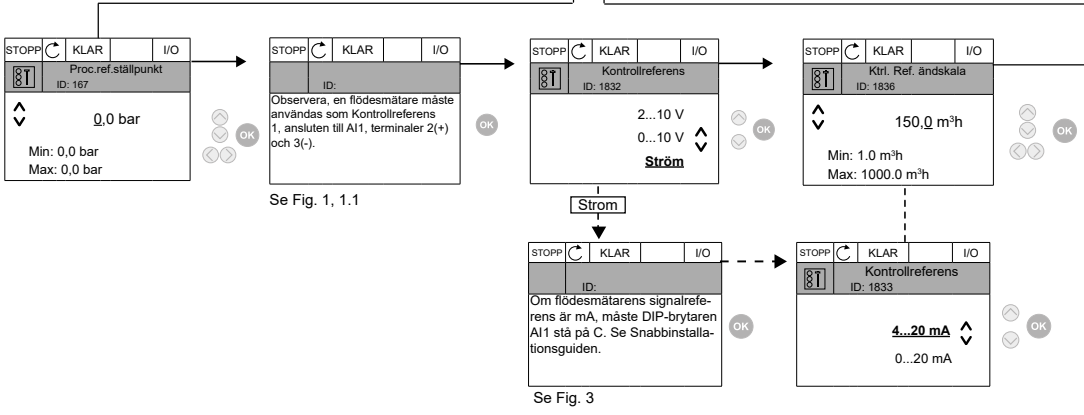 STOPP KLAR I/O
Proc.ref.ställpunkt
ID: 167
0,0 bar
Min: 0,0 bar
Max: 0,0 bar
OK
STOPP KLAR I/O
ID:
Observera, en flödesmätare måste
användas som Kontrollreferens
1, ansluten till AI1, terminaler 2(+)
och 3(-).
OK
Se Fig. 1, 1.1
STOPP KLAR I/O
Kontrollreferens
ID: 1832
2...10 V
0...10 V
Ström
OK
STOPP KLAR I/O
Ktrl. Ref. ändskala
ID: 1836
150,0 m³h
Min: 1.0 m³h
Max: 1000.0 m³h
OK
Strom
STOPP KLAR I/O
ID:
Om flödesmätarens signalrefe-
rens är mA, måste DIP-brytaren
AI1 stå på C. Se Snabbinstalla-
tionsguiden.
OK
Se Fig. 3
STOPP KLAR I/O
Kontrollreferens
ID: 1833
4...20 mA
0...20 mA
OK